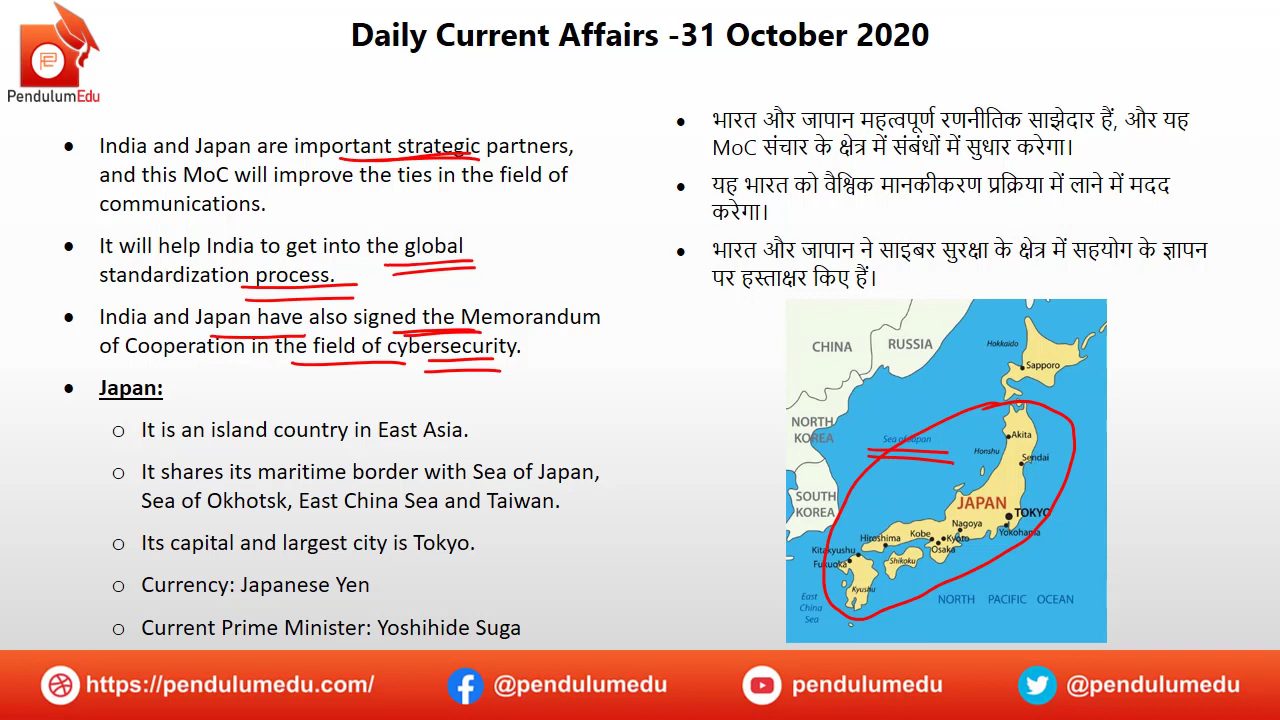 Daily Current Affairs -31 October 2020
PendulumEdu
• India and Japan are important strategic partners,
and this MoC will improve the ties in the field of
communications.
• It will help India to get into the global
standardization process.
• India and Japan have also signed the Memorandum
of Cooperation in the field of cybersecurity.
• Japan:
o It is an island country in East Asia.
o It shares its maritime border with Sea of Japan,
Sea of Okhotsk, East China Sea and Taiwan.
o Its capital and largest city is Tokyo.
o Currency: Japanese Yen
o Current Prime Minister: Yoshihide Suga
• भारत और जापान महत्वपूर्ण रणनीतिक साझेदार हैं, और यह
MoC संचार के क्षेत्र में संबंधों में सुधार करेगा।
• यह भारत को वैश्विक मानकीकरण प्रक्रिया में लाने में मदद
करेगा।
• भारत और जापान ने साइबर सुरक्षा के क्षेत्र में सहयोग के ज्ञापन
पर हस्ताक्षर किए हैं।
CHINA
RUSSIA
Hokkaido
Sapporo
NORTH
KOREA
Sea of Japan
Akita
Honshu
Sendai
SOUTH
KOREA
JAPAN
TOKYO
Nagoya
Yokohama
Hiroshima
Kobe
Kyoto
Osaka
Kitakyushu
Fukuoka
Shikoku
Kyushu
East
China
Sea
NORTH PACIFIC OCEAN
https://pendulumedu.com/
@pendulumedu
pendulumedu
@pendulumedu